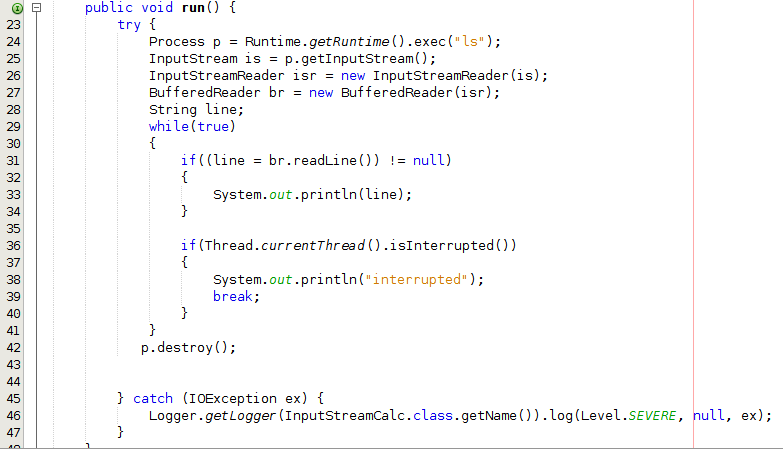 public void run() {
23 try {
24 Process p = Runtime.getRuntime().exec("ls");
25 InputStream is = p.getInputStream();
26 InputStreamReader isr = new InputStreamReader(is);
27 BufferedReader br = new BufferedReader(isr);
28 String line;
29 while(true)
30 {
31 if((line = br.readLine()) != null)
32 {
33 System.out.println(line);
34 }
35
36 if(Thread.currentThread().isInterrupted())
37 {
38 System.out.println("interrupted");
39 break;
40 }
41 }
42 p.destroy();
43
44
45 } catch (IOException ex) {
46 Logger.getLogger(InputStreamCalc.class.getName()).log(Level.SEVERE, null, ex);
47 }